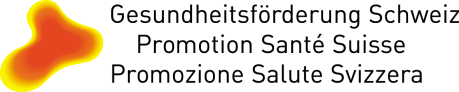 Gesundheitsförderung Schweiz
Promotion Santé Suisse
Promozione Salute Svizzera